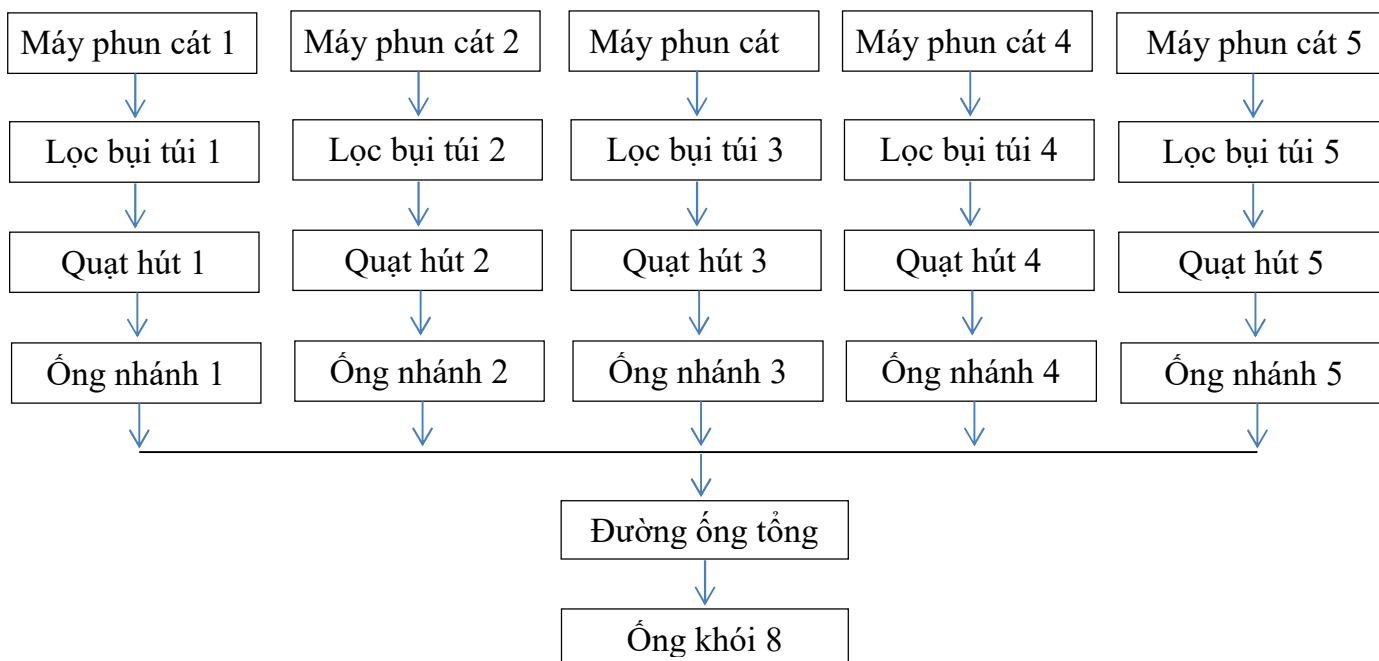 Máy phun cát 1
Máy phun cát 2
Máy phun cát
Máy phun cát 4
Máy phun cát 5
Lọc bụi túi 1
Lọc bụi túi 2
Lọc bụi túi 3
Lọc bụi túi 4
Lọc bụi túi 5
Quạt hút 1
Quạt hút 2
Quạt hút 3
Quạt hút 4
Quạt hút 5
Ống nhánh 1
Ống nhánh 2
Ống nhánh 3
Ống nhánh 4
Ống nhánh 5
Đường ống tổng
Ống khói 8